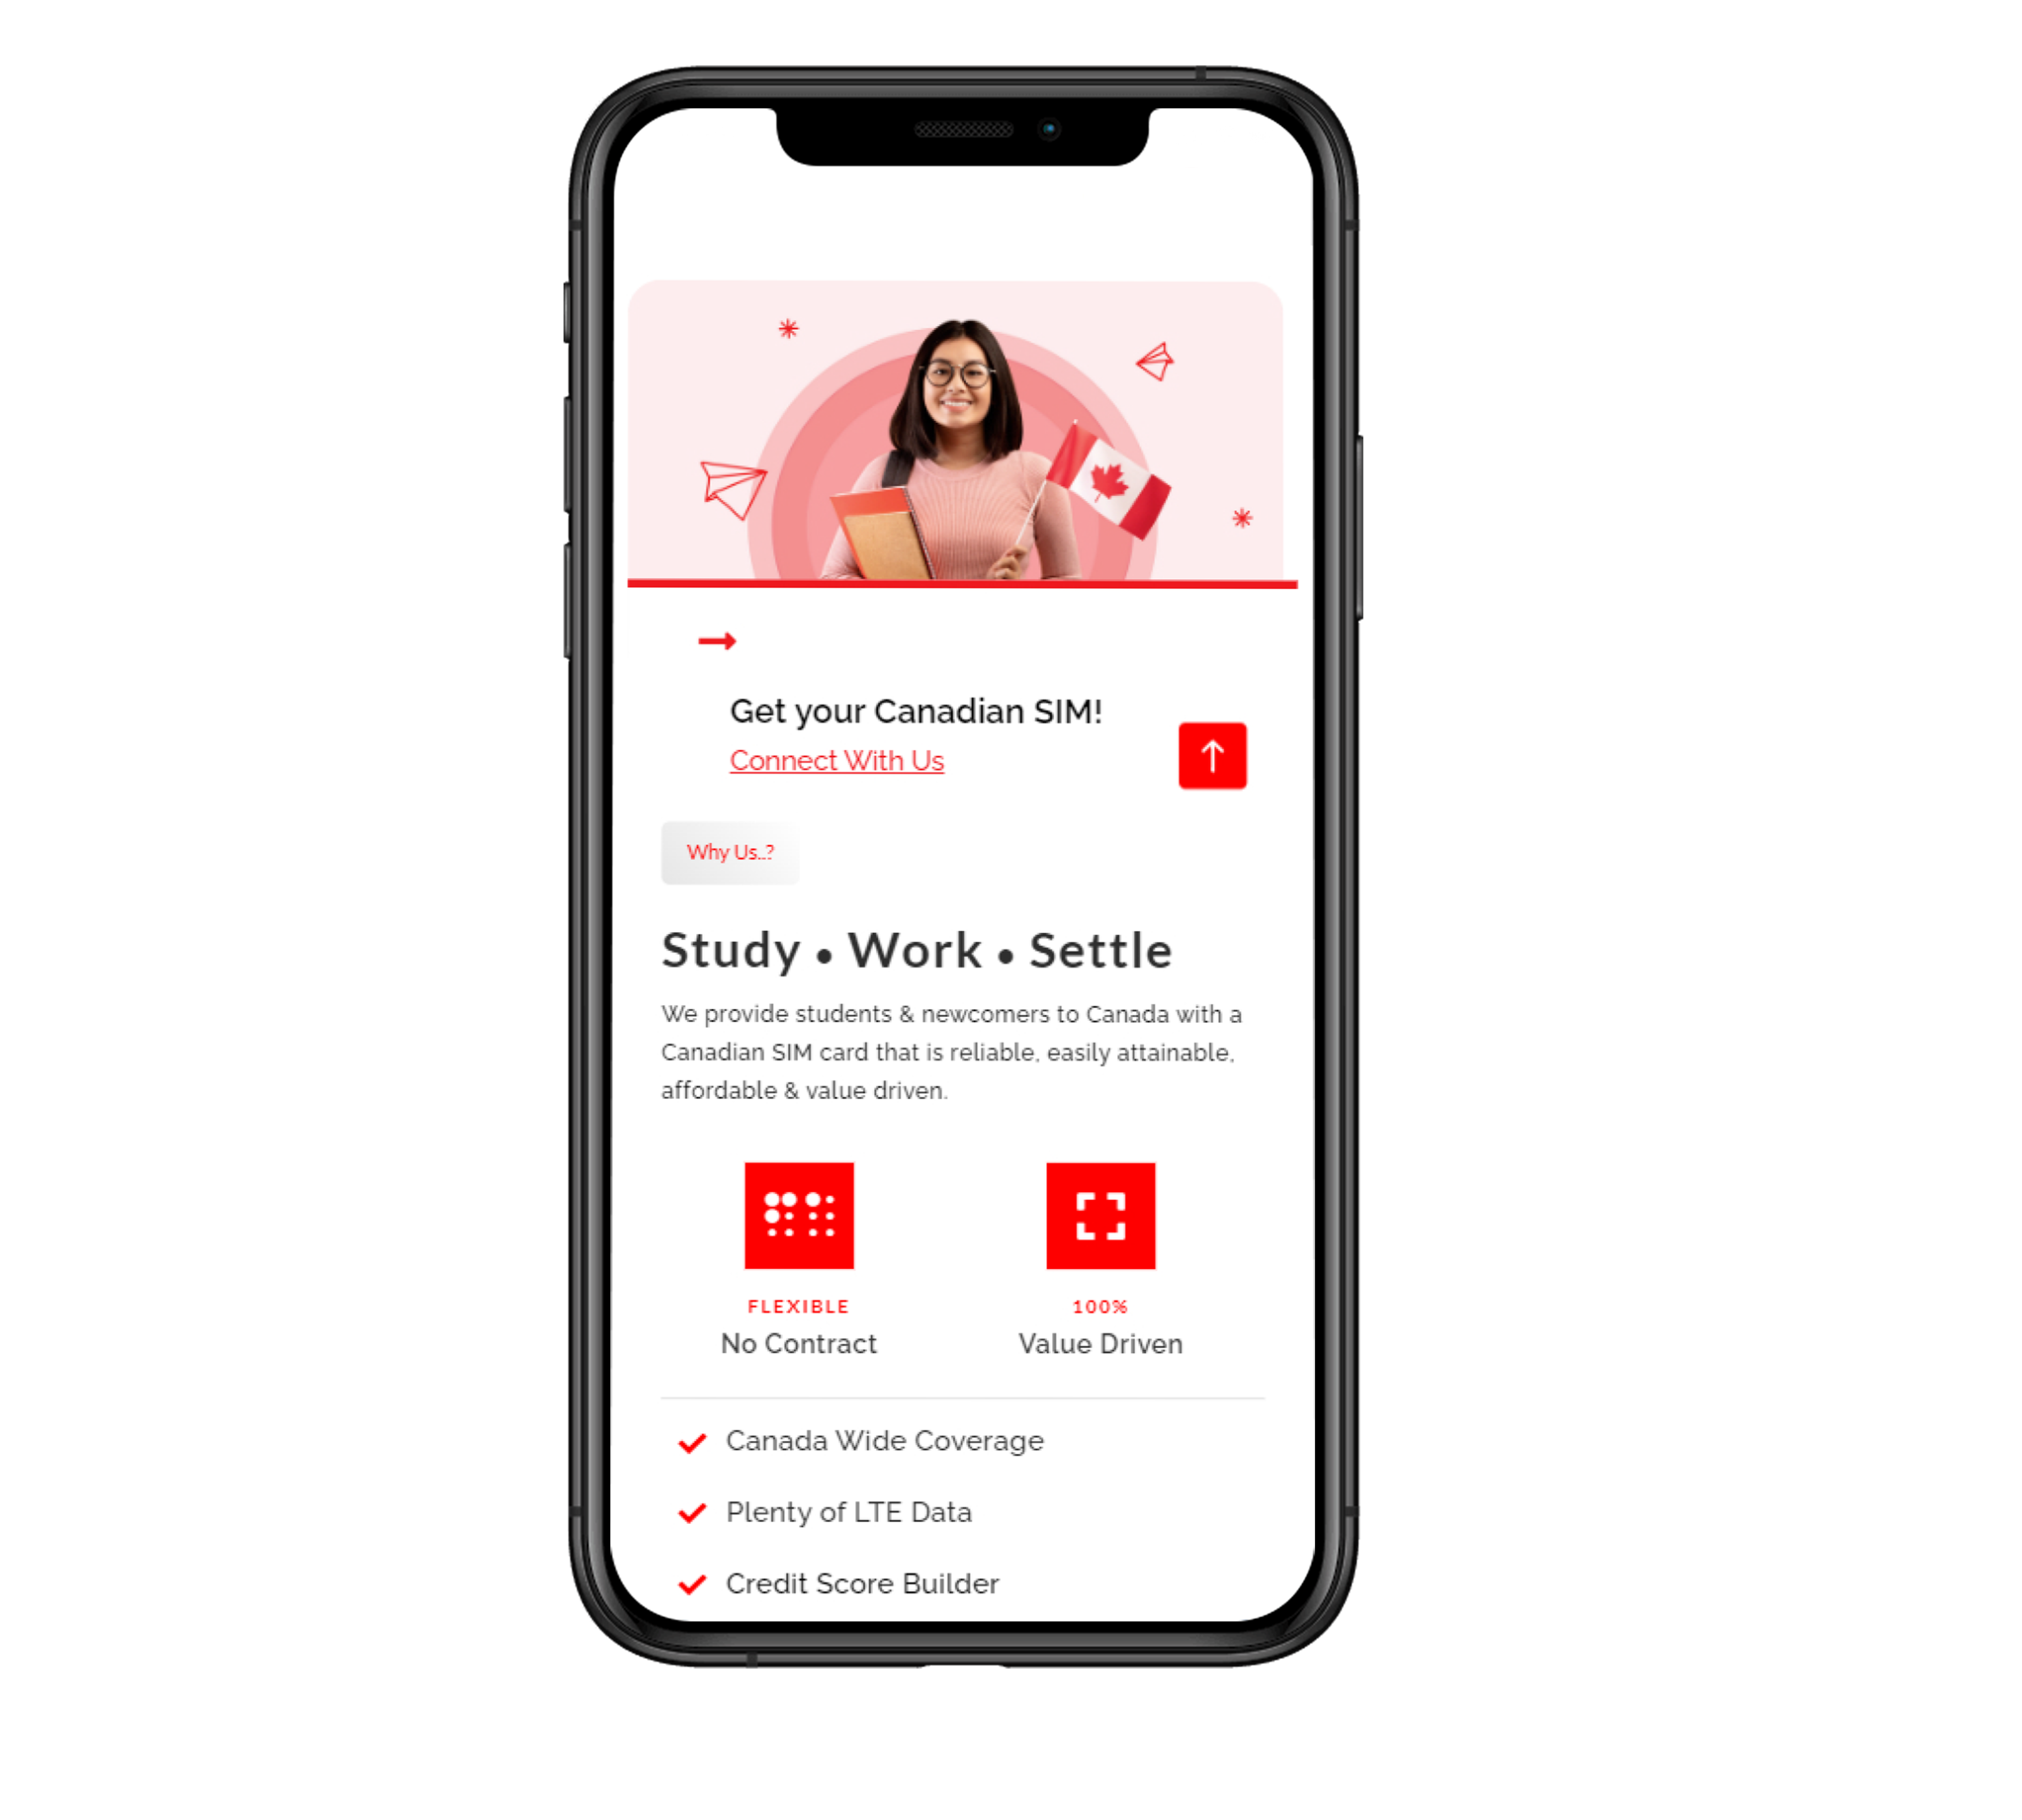 Get your Canadian SIM!
Connect With Us
Why Us..?
Study • Work • Settle
We provide students & newcomers to Canada with a
Canadian SIM card that is reliable, easily attainable,
affordable & value driven.
FLEXIBLE
No Contract
100%
Value Driven
Canada Wide Coverage
Plenty of LTE Data
Credit Score Builder